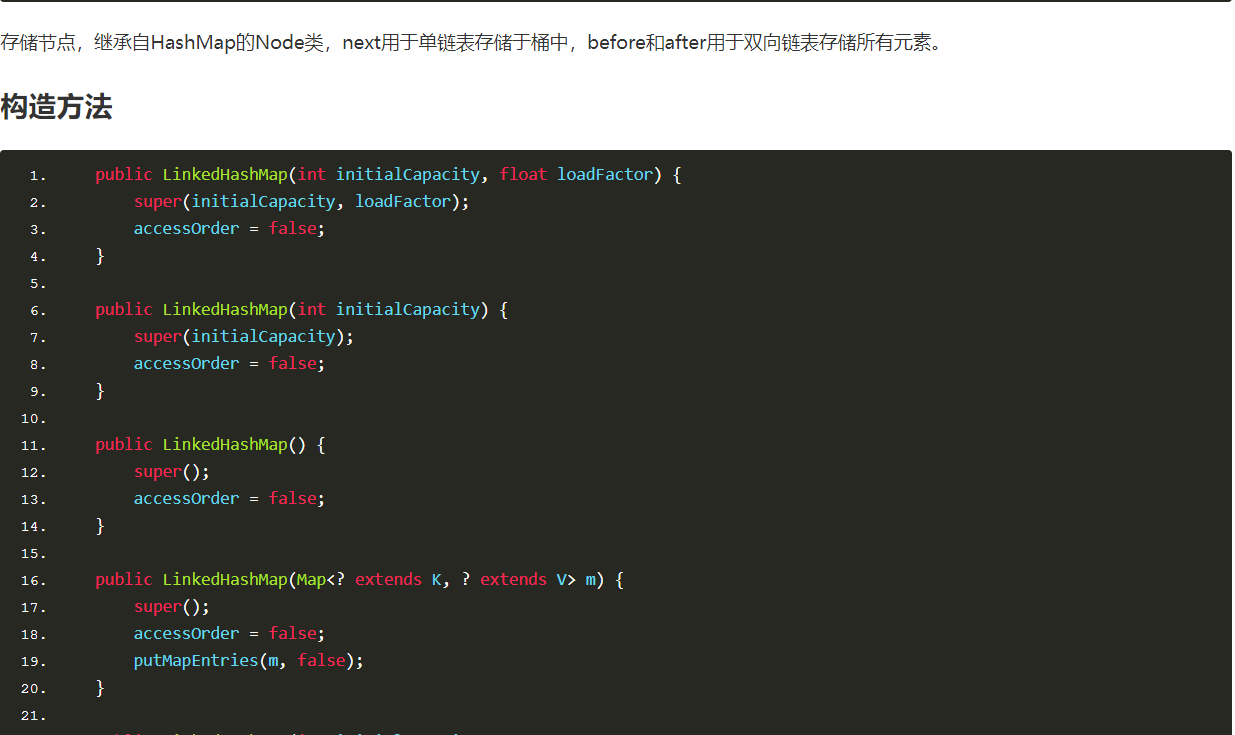 存储节点，继承自HashMap的Node类，next用于单链表存储于桶中，before和after用于双向链表存储所有元素。
构造方法
1. public LinkedHashMap(int initialCapacity, float loadFactor) {
2. super(initialCapacity, loadFactor);
3. accessOrder = false;
4. }
5.
6. public LinkedHashMap(int initialCapacity) {
7. super(initialCapacity);
8. accessOrder = false;
9. }
10.
11. public LinkedHashMap() {
12. super();
13. accessOrder = false;
14. }
15.
16. public LinkedHashMap(Map<? extends K, ? extends V> m) {
17. super();
18. accessOrder = false;
19. putMapEntries(m, false);
20. }
21.